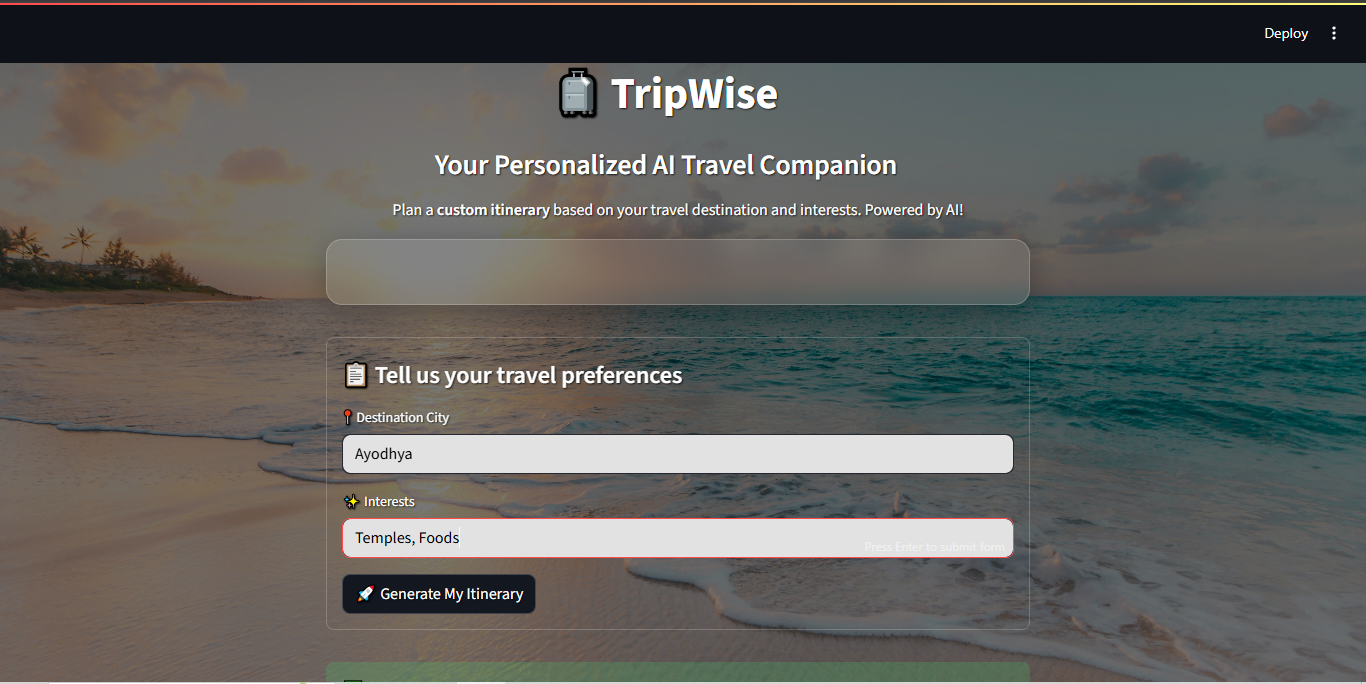 Deploy
TripWise
Your Personalized AI Travel Companion
Plan a custom itinerary based on your travel destination and interests. Powered by AI!
Tell us your travel preferences
Destination City
Ayodhya
Interests
Temples, Foods
Press Enter to submit form
Generate My Itinerary